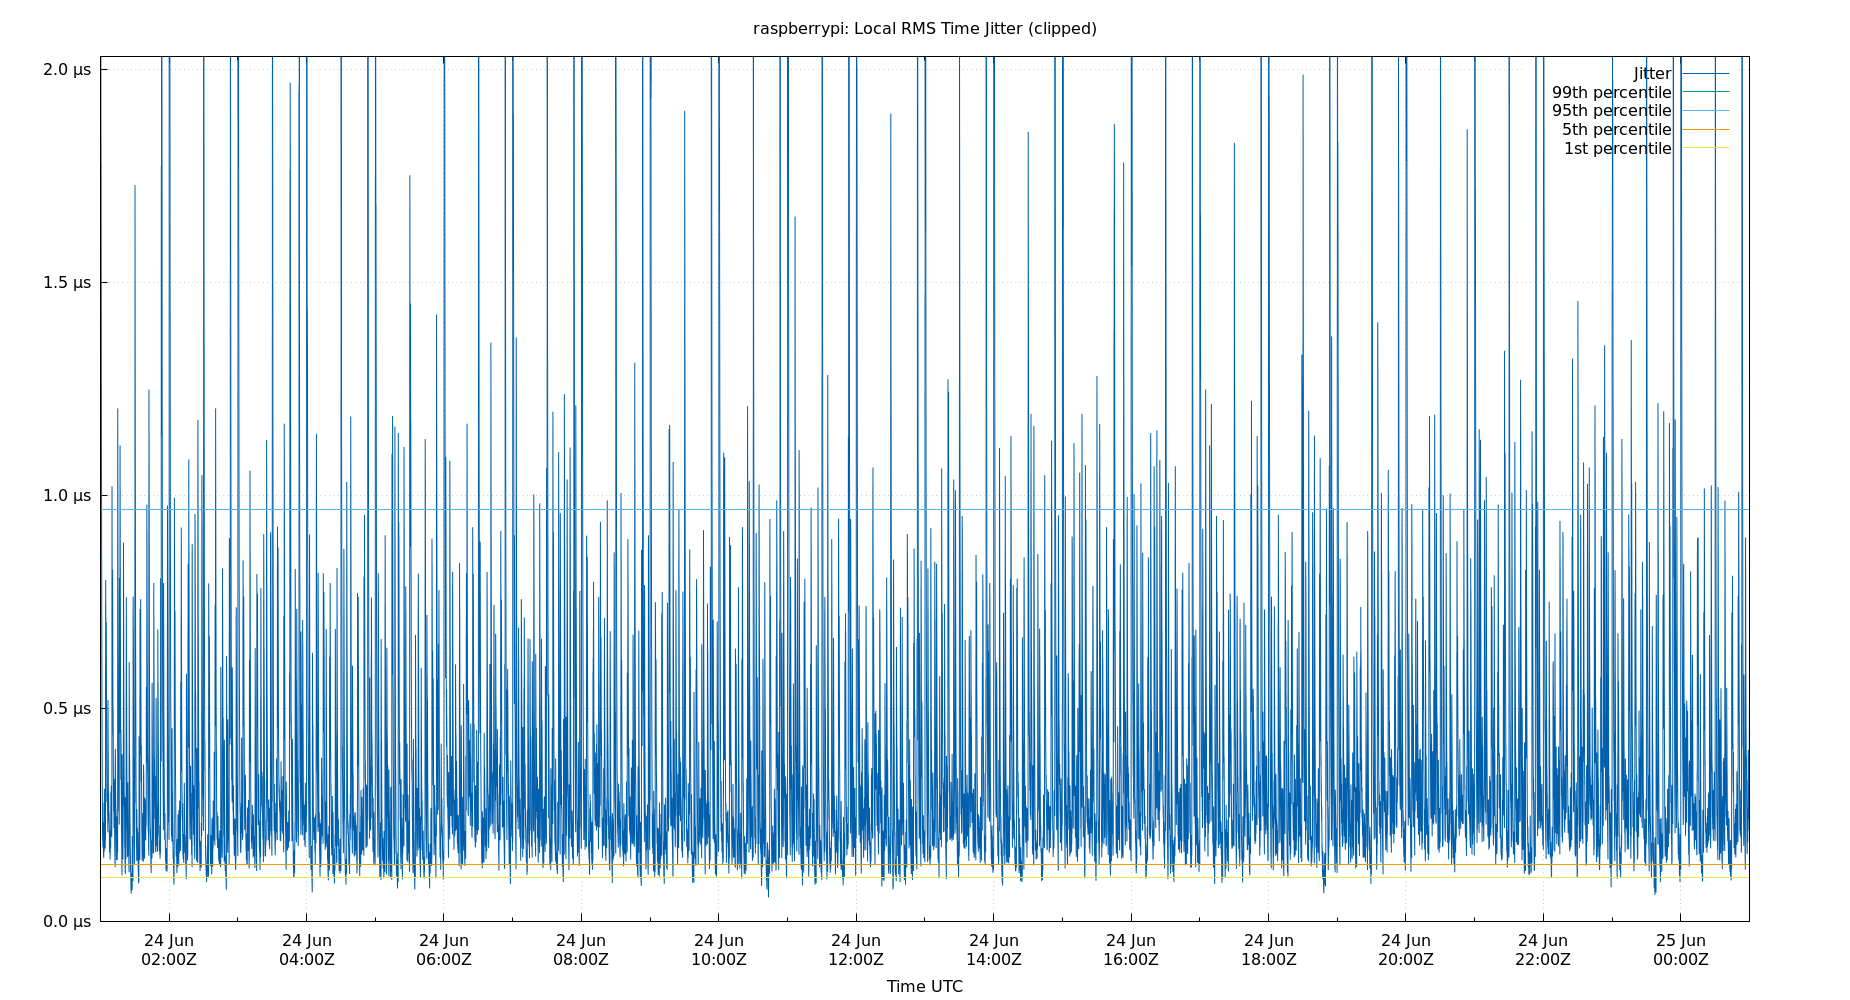 raspberrypi: Local RMS Time Jitter (clipped)
2.0 µs
1.5 µs
1.0 µs
0.5 µs
0.0 µs
Jitter
99th percentile
95th percentile
5th percentile
1st percentile
24 Jun 24 Jun 24 Jun 24 Jun 24 Jun 24 Jun 24 Jun 24 Jun 24 Jun 24 Jun 24 Jun 25 Jun
02:00Z 04:00Z 06:00Z 08:00Z 10:00Z 12:00Z 14:00Z 16:00Z 18:00Z 20:00Z 22:00Z 00:00Z
Time UTC